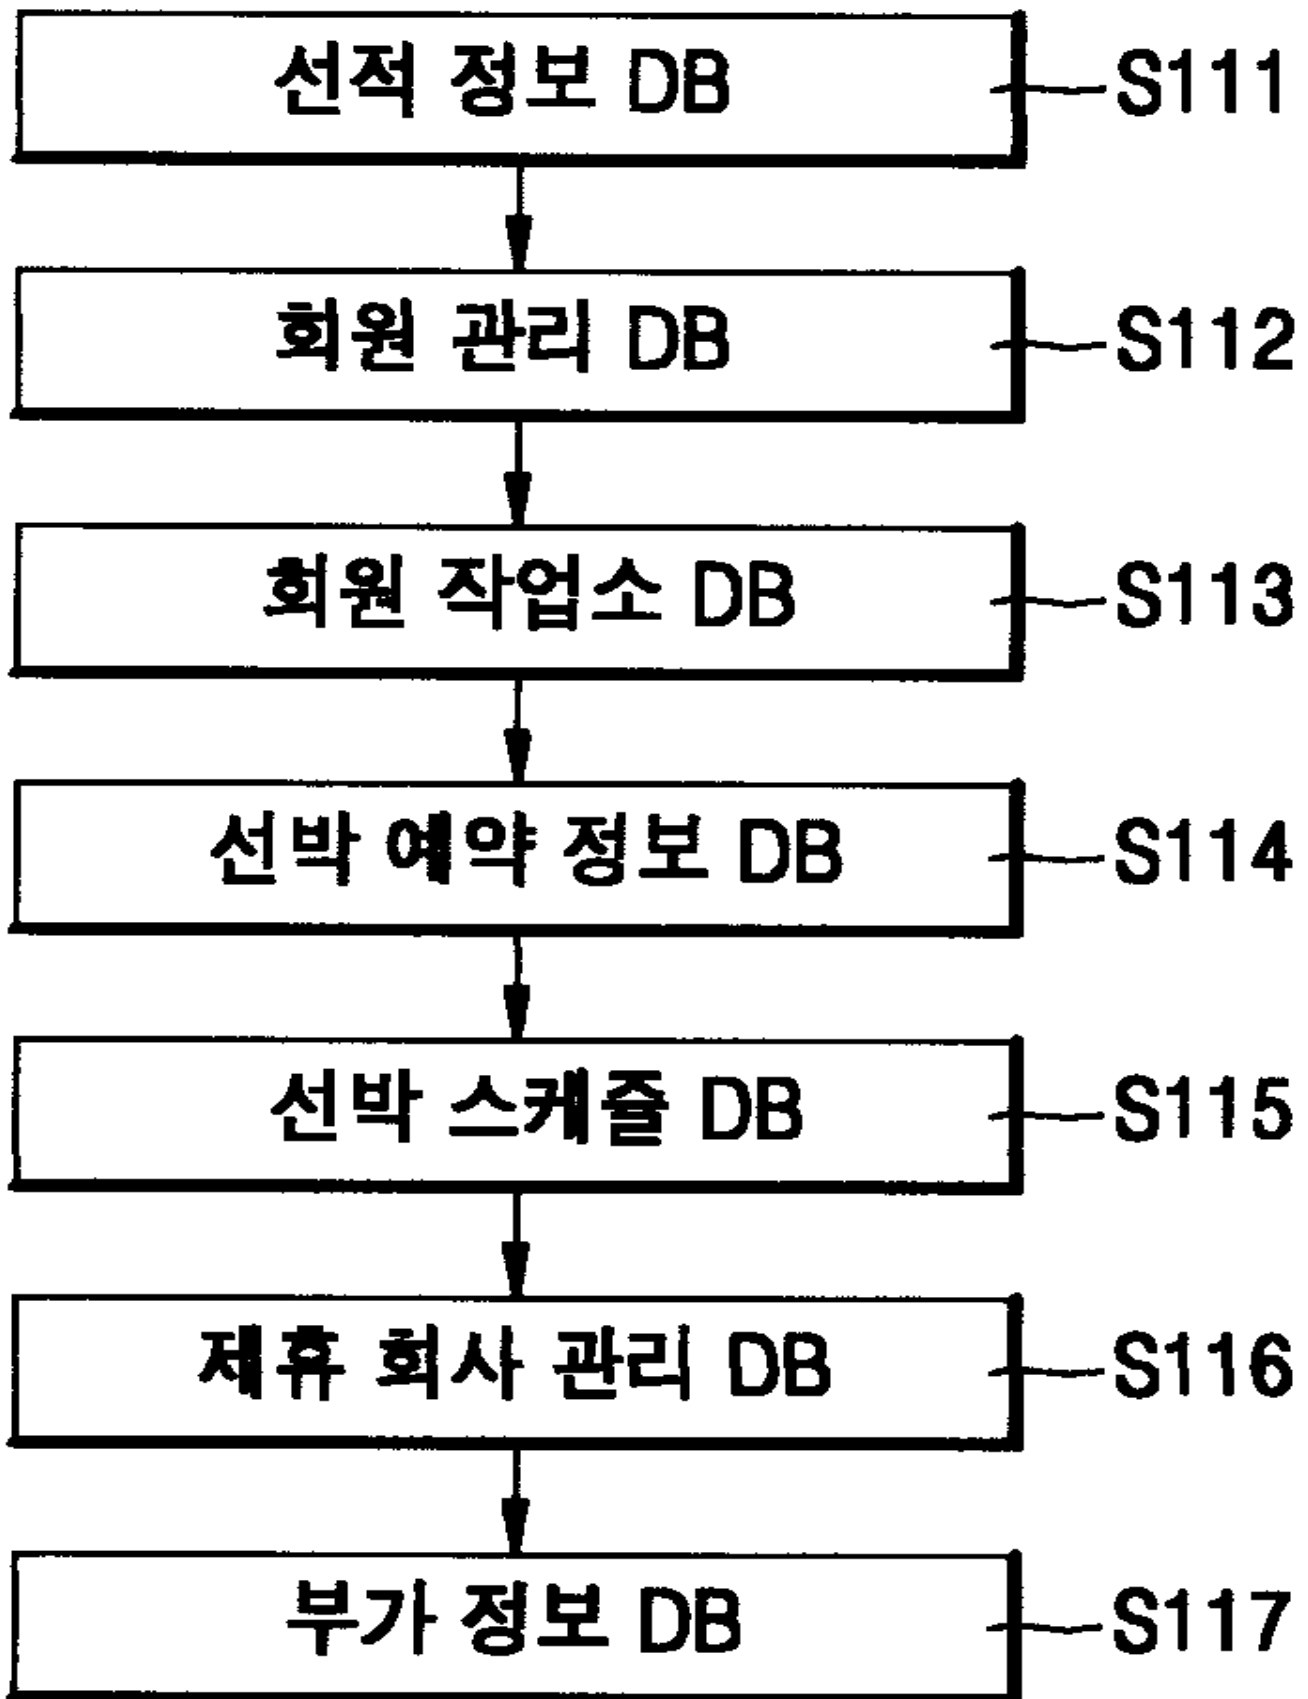 선적 정보 DB S111
회원 관리 DB S112
회원 작업소 DB S113
선박 예약 정보 DB S114
선박 스케쥴 DB S115
제휴 회사 관리 DB S116
부가 정보 DB S117